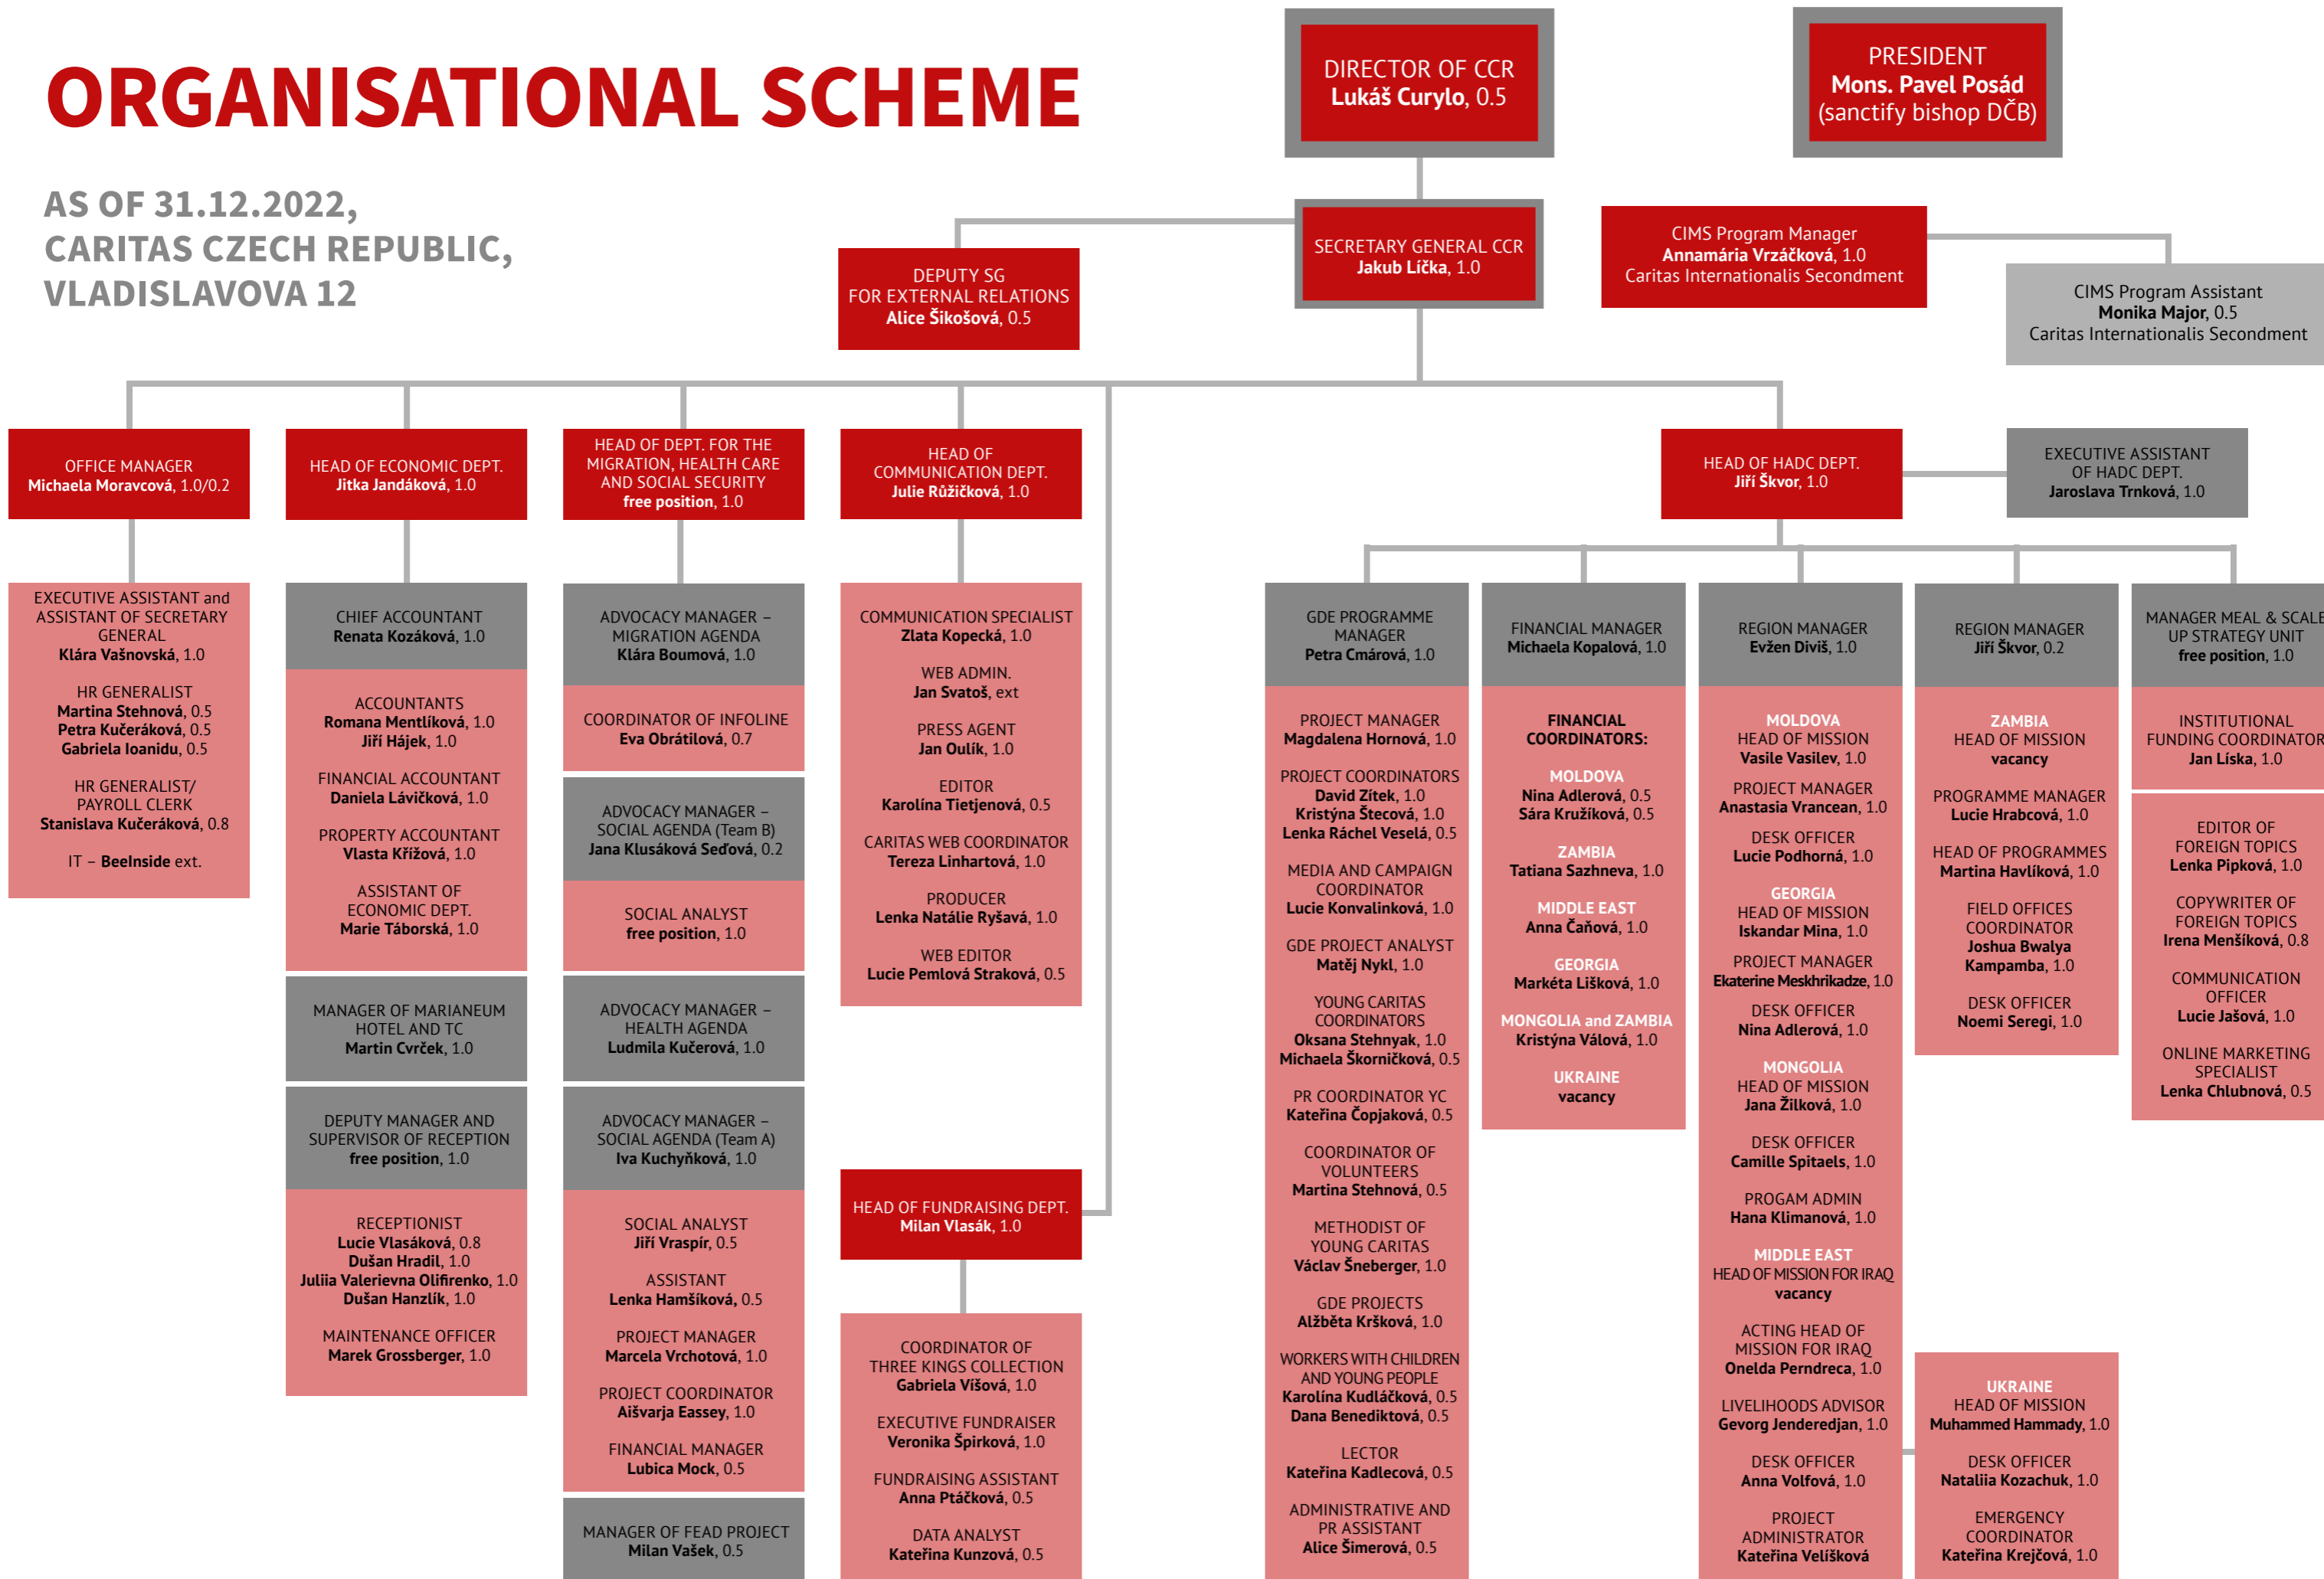 ORGANISATIONAL SCHEME
AS OF 31.12.2022,
CARITAS CZECH REPUBLIC,
VLADISLAVOVA 12
DIRECTOR OF CCR
Lukáš Curylo, 0.5
PRESIDENT
Mons. Pavel Posád
(sanctify bishop DČB)
SECRETARY GENERAL CCR
Jakub Líčka, 1.0
DEPUTY SG
FOR EXTERNAL RELATIONS
Alice Šikošová, 0.5
CIMS Program Manager
Annamária Vrzáčková, 1.0
Caritas Internationalis Secondment
CIMS Program Assistant
Monika Major, 0.5
Caritas Internationalis Secondment
OFFICE MANAGER
Michaela Moravcová, 1.0/0.2
EXECUTIVE ASSISTANT and
ASSISTANT OF SECRETARY
GENERAL
Klára Vašnovská, 1.0
HR GENERALIST
Martina Stehnová, 0.5
Petra Kučeráková, 0.5
Gabriela Ioanidu, 0.5
HR GENERALIST/
PAYROLL CLERK
Stanislava Kučeráková, 0.8
IT – BeeInside ext.
HEAD OF ECONOMIC DEPT.
Jitka Jandáková, 1.0
CHIEF ACCOUNTANT
Renata Kozáková, 1.0
ACCOUNTANTS
Romana Mentlíková, 1.0
Jiří Hájek, 1.0
FINANCIAL ACCOUNTANT
Daniela Lávičková, 1.0
PROPERTY ACCOUNTANT
Vlasta Křížová, 1.0
ASSISTANT OF
ECONOMIC DEPT.
Marie Táborská, 1.0
MANAGER OF MARIANEUM
HOTEL AND TC
Martin Cvrček, 1.0
DEPUTY MANAGER AND
SUPERVISOR OF RECEPTION
free position, 1.0
RECEPTIONIST
Lucie Vlasáková, 0.8
Dušan Hradil, 1.0
Juliia Valerievna Olifirenko, 1.0
Dušan Hanzlík, 1.0
MAINTENANCE OFFICER
Marek Grossberger, 1.0
HEAD OF DEPT. FOR THE
MIGRATION, HEALTH CARE
AND SOCIAL SECURITY
free position, 1.0
ADVOCACY MANAGER –
MIGRATION AGENDA
Klára Boumová, 1.0
COORDINATOR OF INFOLINE
Eva Obrátilová, 0.7
ADVOCACY MANAGER –
SOCIAL AGENDA (Team B)
Jana Klusáková Seďová, 0.2
SOCIAL ANALYST
free position, 1.0
ADVOCACY MANAGER –
HEALTH AGENDA
Ludmila Kučerová, 1.0
ADVOCACY MANAGER –
SOCIAL AGENDA (Team A)
Iva Kuchyňková, 1.0
SOCIAL ANALYST
Jiří Vraspír, 0.5
ASSISTANT
Lenka Hamšíková, 0.5
PROJECT MANAGER
Marcela Vrchotová, 1.0
PROJECT COORDINATOR
Aišvarja Eassey, 1.0
FINANCIAL MANAGER
Lubica Mock, 0.5
MANAGER OF FEAD PROJECT
Milan Vašek, 0.5
HEAD OF
COMMUNICATION DEPT.
Julie Růžičková, 1.0
COMMUNICATION SPECIALIST
Zlata Kopecká, 1.0
WEB ADMIN.
Jan Svatoš, ext
PRESS AGENT
Jan Oulík, 1.0
EDITOR
Karolína Tietjenová, 0.5
CARITAS WEB COORDINATOR
Tereza Linhartová, 1.0
PRODUCER
Lenka Natálie Ryšavá, 1.0
WEB EDITOR
Lucie Pemlová Straková, 0.5
HEAD OF FUNDRAISING DEPT.
Milan Vlasák, 1.0
COORDINATOR OF
THREE KINGS COLLECTION
Gabriela Víšová, 1.0
EXECUTIVE FUNDRAISER
Veronika Špirková, 1.0
FUNDRAISING ASSISTANT
Anna Ptáčková, 0.5
DATA ANALYST
Kateřina Kunzová, 0.5
HEAD OF HADC DEPT.
Jiří Škvor, 1.0
EXECUTIVE ASSISTANT
OF HADC DEPT.
Jaroslava Trnková, 1.0
GDE PROGRAMME
MANAGER
Petra Cmárová, 1.0
PROJECT MANAGER
Magdalena Hornová, 1.0
PROJECT COORDINATORS
David Zítek, 1.0
Kristýna Štecová, 1.0
Lenka Ráchel Veselá, 0.5
MEDIA AND CAMPAIGN
COORDINATOR
Lucie Konvalinková, 1.0
GDE PROJECT ANALYST
Matěj Nykl, 1.0
YOUNG CARITAS
COORDINATORS
Oksana Stehnyak, 1.0
Michaela Škorničková, 0.5
PR COORDINATOR YC
Kateřina Čopjaková, 0.5
COORDINATOR OF
VOLUNTEERS
Martina Stehnová, 0.5
METHODIST OF
YOUNG CARITAS
Václav Šneberger, 1.0
GDE PROJECTS
Alžběta Kršková, 1.0
WORKERS WITH CHILDREN
AND YOUNG PEOPLE
Karolína Kudláčková, 0.5
Dana Benediktová, 0.5
LECTOR
Kateřina Kadlecová, 0.5
ADMINISTRATIVE AND
PR ASSISTANT
Alice Šimerová, 0.5
FINANCIAL MANAGER
Michaela Kopalová, 1.0
FINANCIAL
COORDINATORS:
MOLDOVA
Nina Adlerová, 0.5
Sára Kružíková, 0.5
ZAMBIA
Tatiana Sazhneva, 1.0
MIDDLE EAST
Anna Čaňová, 1.0
GEORGIA
Markéta Lišková, 1.0
MONGOLIA and ZAMBIA
Kristýna Válová, 1.0
UKRAINE
vacancy
REGION MANAGER
Evžen Diviš, 1.0
MOLDOVA
HEAD OF MISSION
Vasile Vasilev, 1.0
PROJECT MANAGER
Anastasia Vrancean, 1.0
DESK OFFICER
Lucie Podhorná, 1.0
GEORGIA
HEAD OF MISSION
Iskandar Mina, 1.0
PROJECT MANAGER
Ekaterine Meskhrikadze, 1.0
DESK OFFICER
Nina Adlerová, 1.0
MONGOLIA
HEAD OF MISSION
Jana Žilková, 1.0
DESK OFFICER
Camille Spitaels, 1.0
PROGAM ADMIN
Hana Klimanová, 1.0
MIDDLE EAST
HEAD OF MISSION FOR IRAQ
vacancy
ACTING HEAD OF
MISSION FOR IRAQ
Onelda Perndreca, 1.0
LIVELIHOODS ADVISOR
Gevorg Jenderedjan, 1.0
DESK OFFICER
Anna Volfová, 1.0
PROJECT
ADMINISTRATOR
Kateřina Velíšková
REGION MANAGER
Jiří Škvor, 0.2
ZAMBIA
HEAD OF MISSION
vacancy
PROGRAMME MANAGER
Lucie Hrabcová, 1.0
HEAD OF PROGRAMMES
Martina Havlíková, 1.0
FIELD OFFICES
COORDINATOR
Joshua Bwalya
Kampamba, 1.0
DESK OFFICER
Noemi Seregi, 1.0
UKRAINE
HEAD OF MISSION
Muhammed Hammady, 1.0
DESK OFFICER
Nataliia Kozachuk, 1.0
EMERGENCY
COORDINATOR
Kateřina Krejčová, 1.0
MANAGER MEAL & SCALE
UP STRATEGY UNIT
free position, 1.0
INSTITUTIONAL
FUNDING COORDINATOR
Jan Líska, 1.0
EDITOR OF
FOREIGN TOPICS
Lenka Pipková, 1.0
COPYWRITER OF
FOREIGN TOPICS
Irena Menšíková, 0.8
COMMUNICATION
OFFICER
Lucie Jašová, 1.0
ONLINE MARKETING
SPECIALIST
Lenka Chlubnová, 0.5